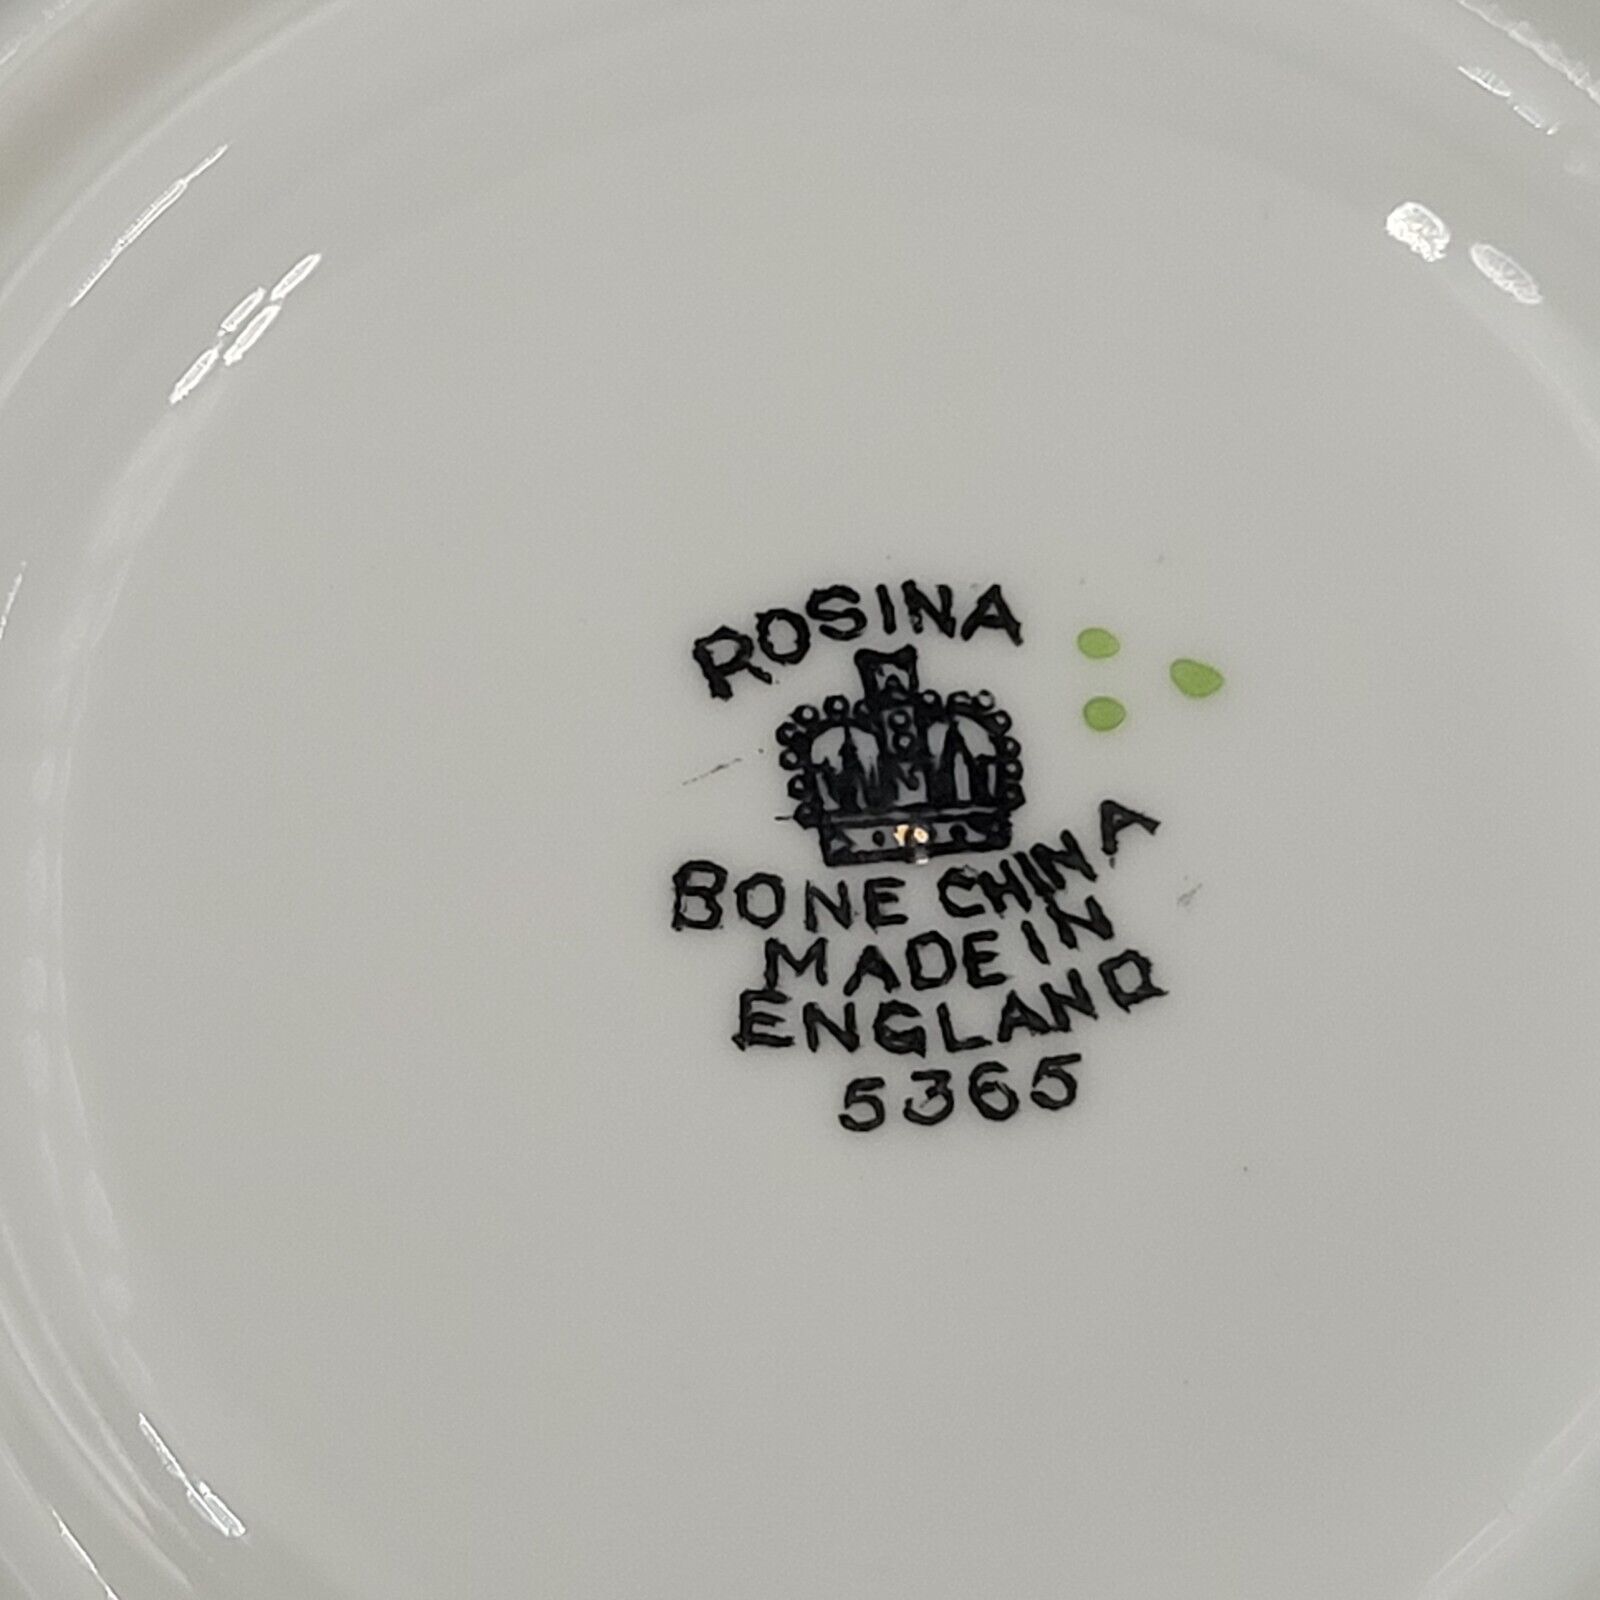 ROSINA
BONE CHINA
MADE IN
ENGLAND
5365